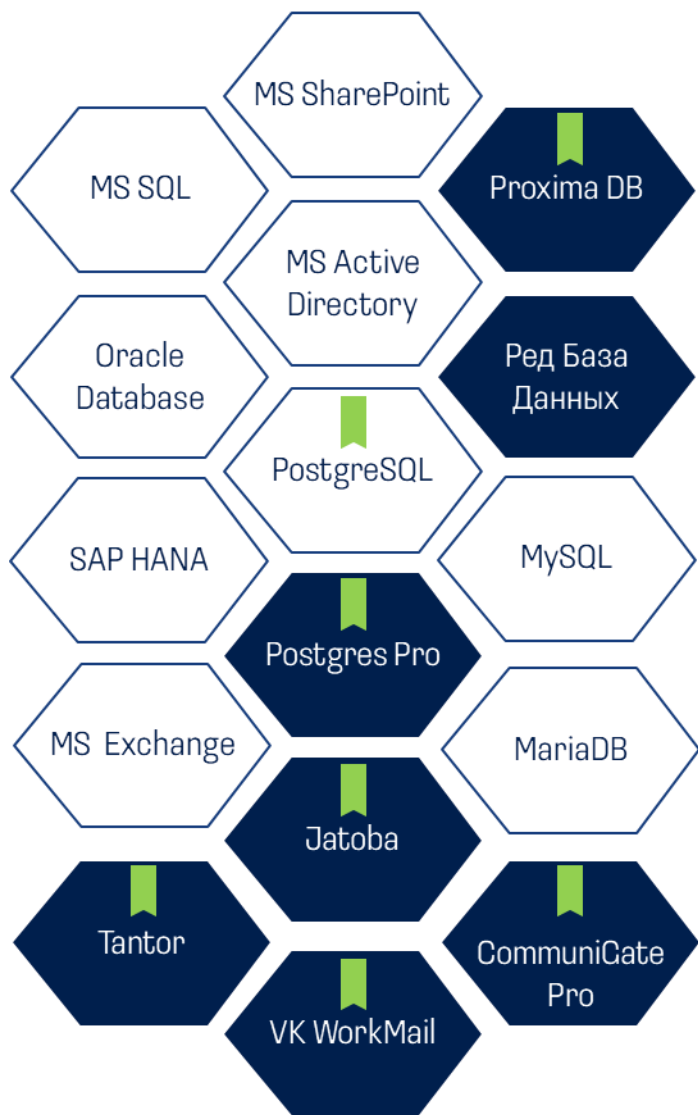 MS SharePoint
MS SQL
Proxima DB
MS Active
Directory
Oracle
Database
Ред База
Данных
PostgreSQL
SAP HANA
MySQL
Postgres Pro
MS Exchange
MariaDB
Jatoba
Tantor
CommuniGate
Pro
VK WorkMail